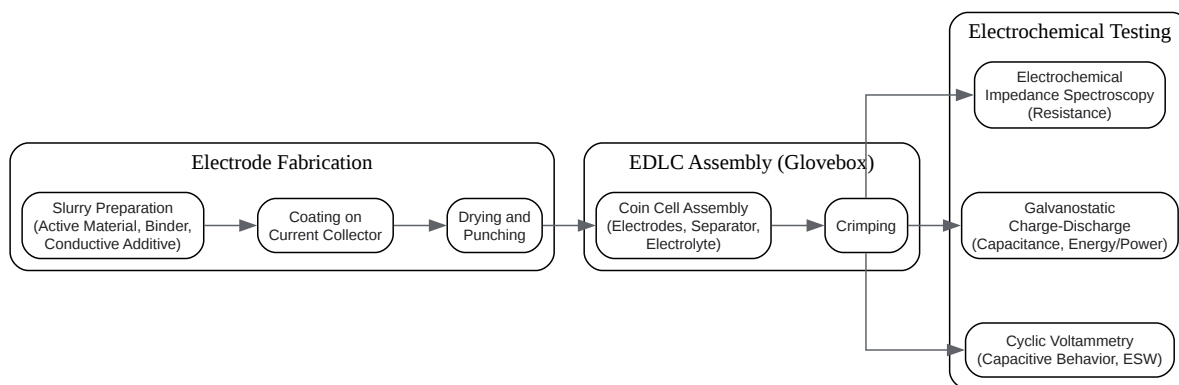 Electrode Fabrication
Slurry Preparation
(Active Material, Binder,
Conductive Additive)
Coating on
Current Collector
Drying and
Punching
EDLC Assembly (Glovebox)
Coin Cell Assembly
(Electrodes, Separator,
Electrolyte)
Crimping
Electrochemical Testing
Electrochemical
Impedance Spectroscopy
(Resistance)
Galvanostatic
Charge-Discharge
(Capacitance, Energy/Power)
Cyclic Voltammetry
(Capacitive Behavior, ESW)